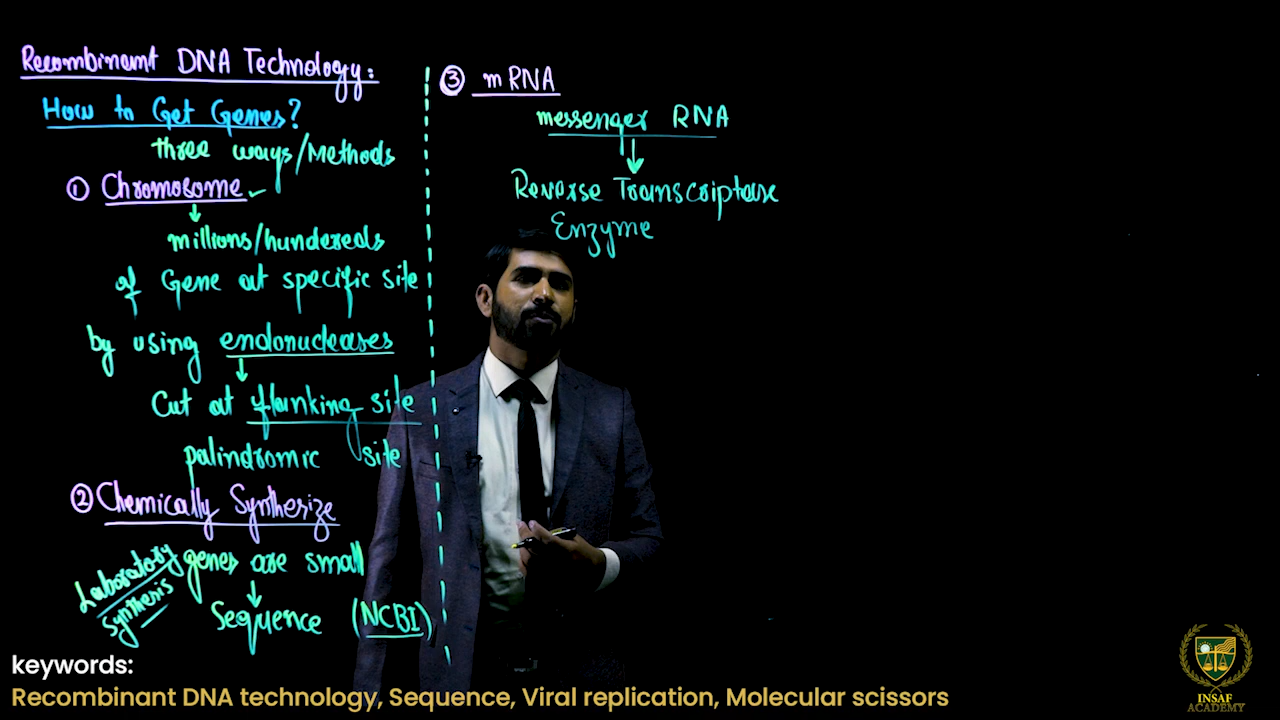 Recombinant DNA Technology:
How to Get Genes?
three ways/Methods
① Chromosome
millions/hundereds
of Gene at specific site
by using endonucleases
Cut at flanking site
palindromic site
② Chemically Synthesize
Laboratory Synthesis
genes are small
Sequence (NCBI)
③ mRNA
messenger RNA
Reverse Transcriptase
Enzyme
keywords:
Recombinant DNA technology, Sequence, Viral replication, Molecular scissors
INSAF
ACADEMY